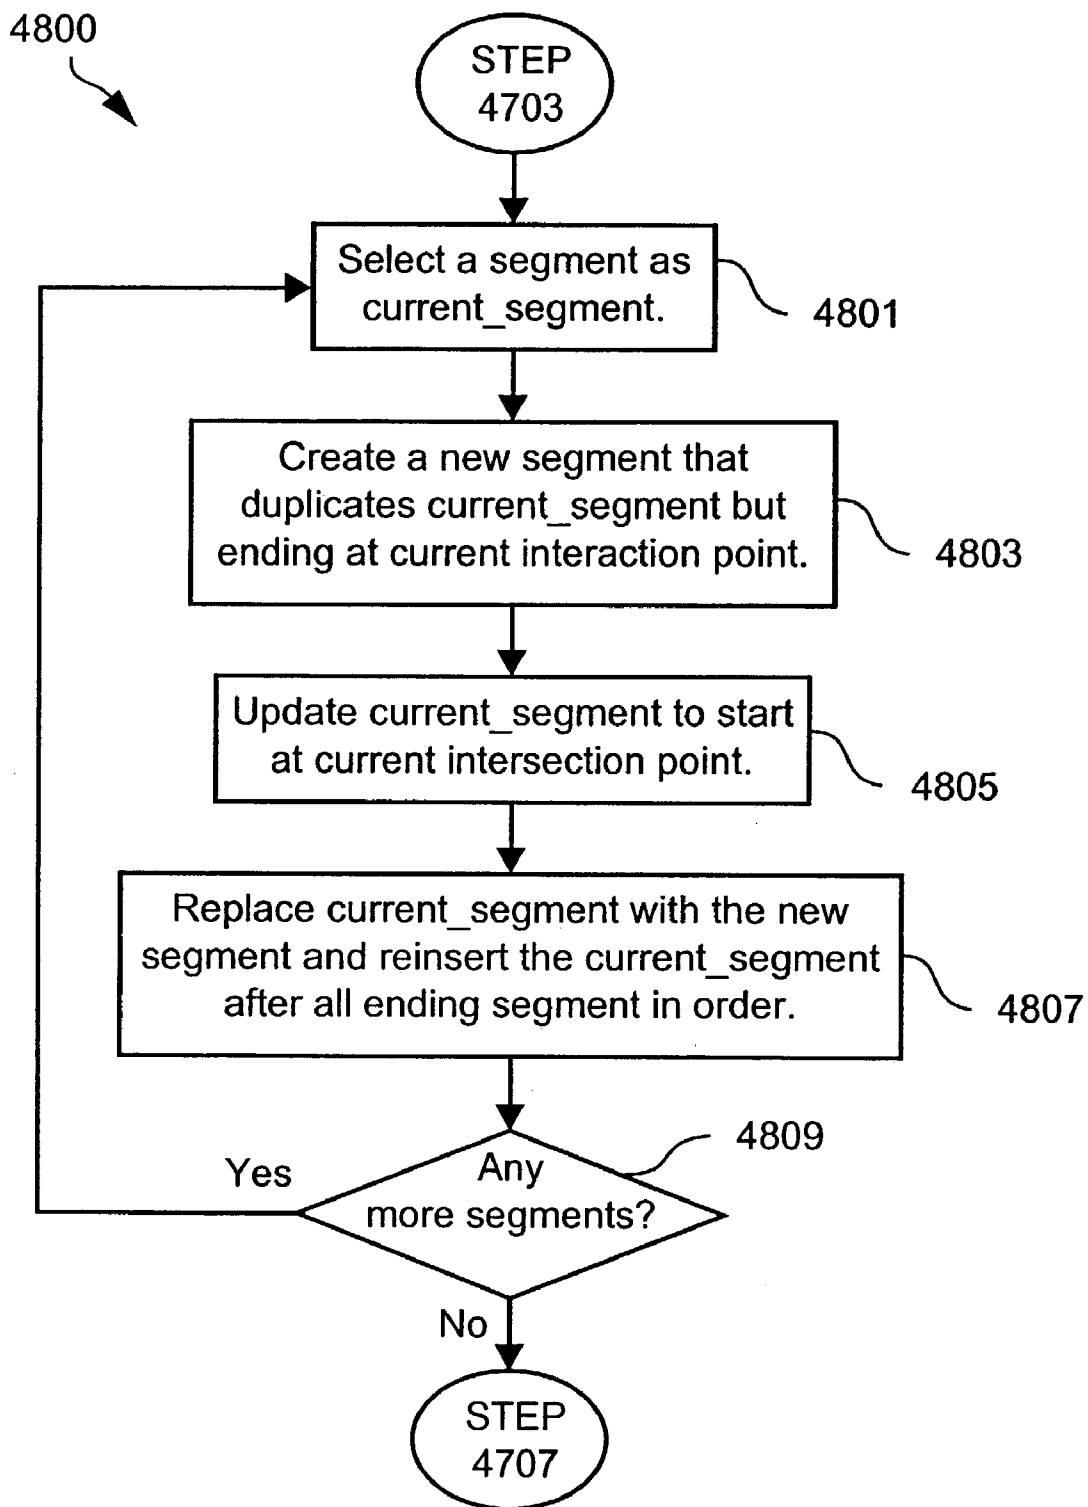 4800
STEP
4703
Select a segment as
current_segment.
4801
Create a new segment that
duplicates current_segment but
ending at current interaction point.
4803
Update current_segment to start
at current intersection point.
4805
Replace current_segment with the new
segment and reinsert the current_segment
after all ending segment in order.
4807
4809
Any
more segments?
Yes
No
STEP
4707